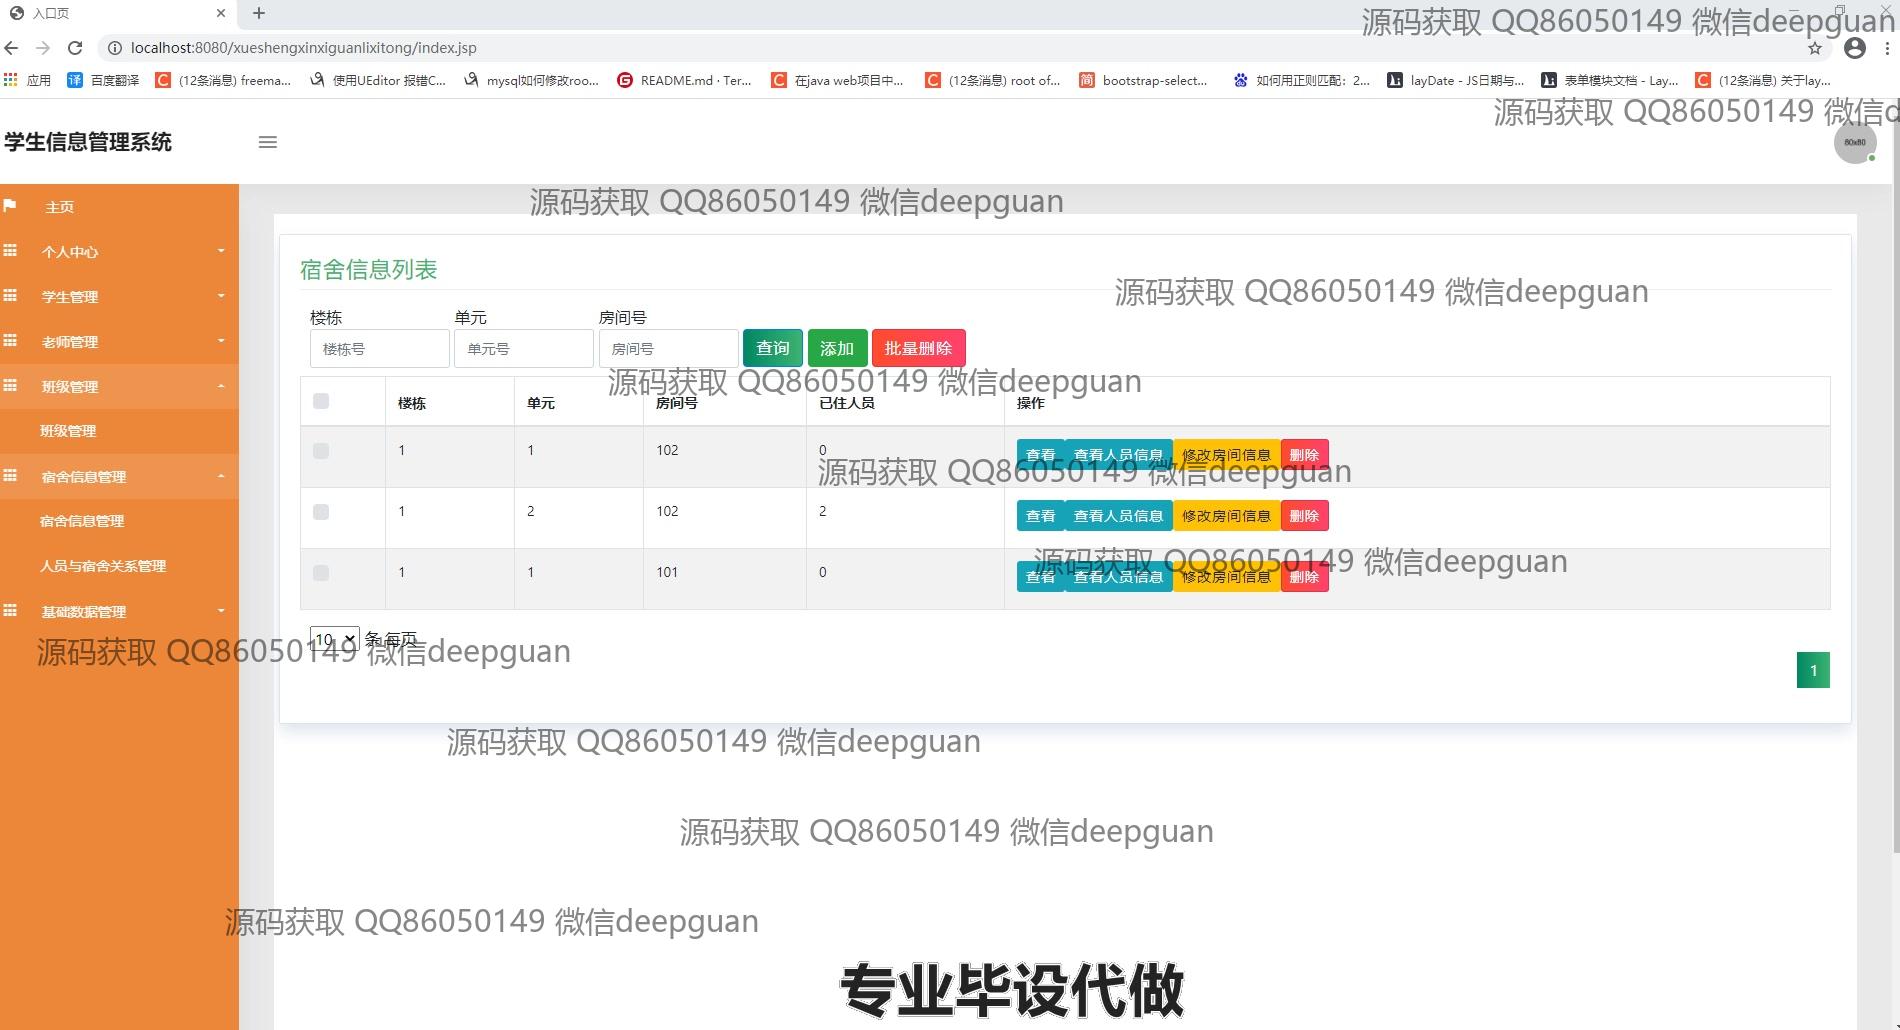 入口页
源码获取 QQ86050149 微信deepguan
localhost:8080/xueshengxinxiguanlixitong/index.jsp
应用 百度翻译 (12条消息) freema... 使用UEditor 报错C... mysql如何修改roo... README.md · Ter... 在java web项目中... (12条消息) root of... bootstrap-select... 如何用正则匹配：2... layDate - JS日期与... 表单模块文档 - Lay... (12条消息) 关于lay...
源码获取 QQ86050149 微信d
学生信息管理系统
80x80
源码获取 QQ86050149 微信deepguan
主页
个人中心
学生管理
老师管理
班级管理
班级管理
宿舍信息管理
宿舍信息管理
人员与宿舍关系管理
基础数据管理
宿舍信息列表
源码获取 QQ86050149 微信deepguan
楼栋 单元 房间号
楼栋号 单元号 房间号 查询 添加 批量删除
源码获取 QQ86050149 微信deepguan
楼栋 单元 房间号 已住人员 操作
1 1 102 0 查看 查看人员信息 修改房间信息 删除
源码获取 QQ86050149 微信deepguan
1 2 102 2 查看 查看人员信息 修改房间信息 删除
源码获取 QQ86050149 微信deepguan
1 1 101 0 查看 查看人员信息 修改房间信息 删除
10 条 每页
源码获取 QQ86050149 微信deepguan
1
源码获取 QQ86050149 微信deepguan
源码获取 QQ86050149 微信deepguan
源码获取 QQ86050149 微信deepguan
专业毕设代做